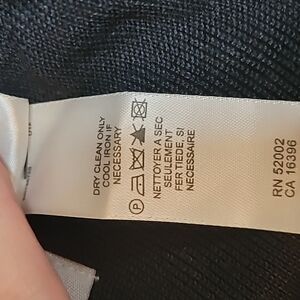 DRY CLEAN ONLY
COOL IRON IF
NECESSARY
P
NETTOYER A SEC
SEULEMENT
FER TIEDE, SI
NECESSAIRE
RN 52002
CA 16396